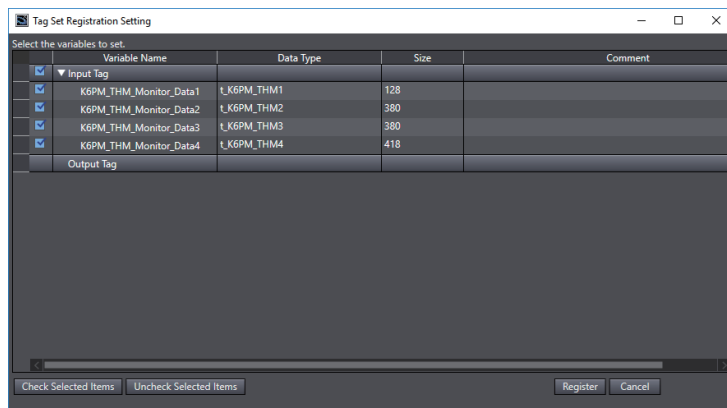 Tag Set Registration Setting
Select the variables to set.
Variable Name Data Type Size Comment
Input Tag
K6PM_THM_Monitor_Data1 t_K6PM_THM1 128
K6PM_THM_Monitor_Data2 t_K6PM_THM2 380
K6PM_THM_Monitor_Data3 t_K6PM_THM3 380
K6PM_THM_Monitor_Data4 t_K6PM_THM4 418
Output Tag
Check Selected Items Uncheck Selected Items Register Cancel